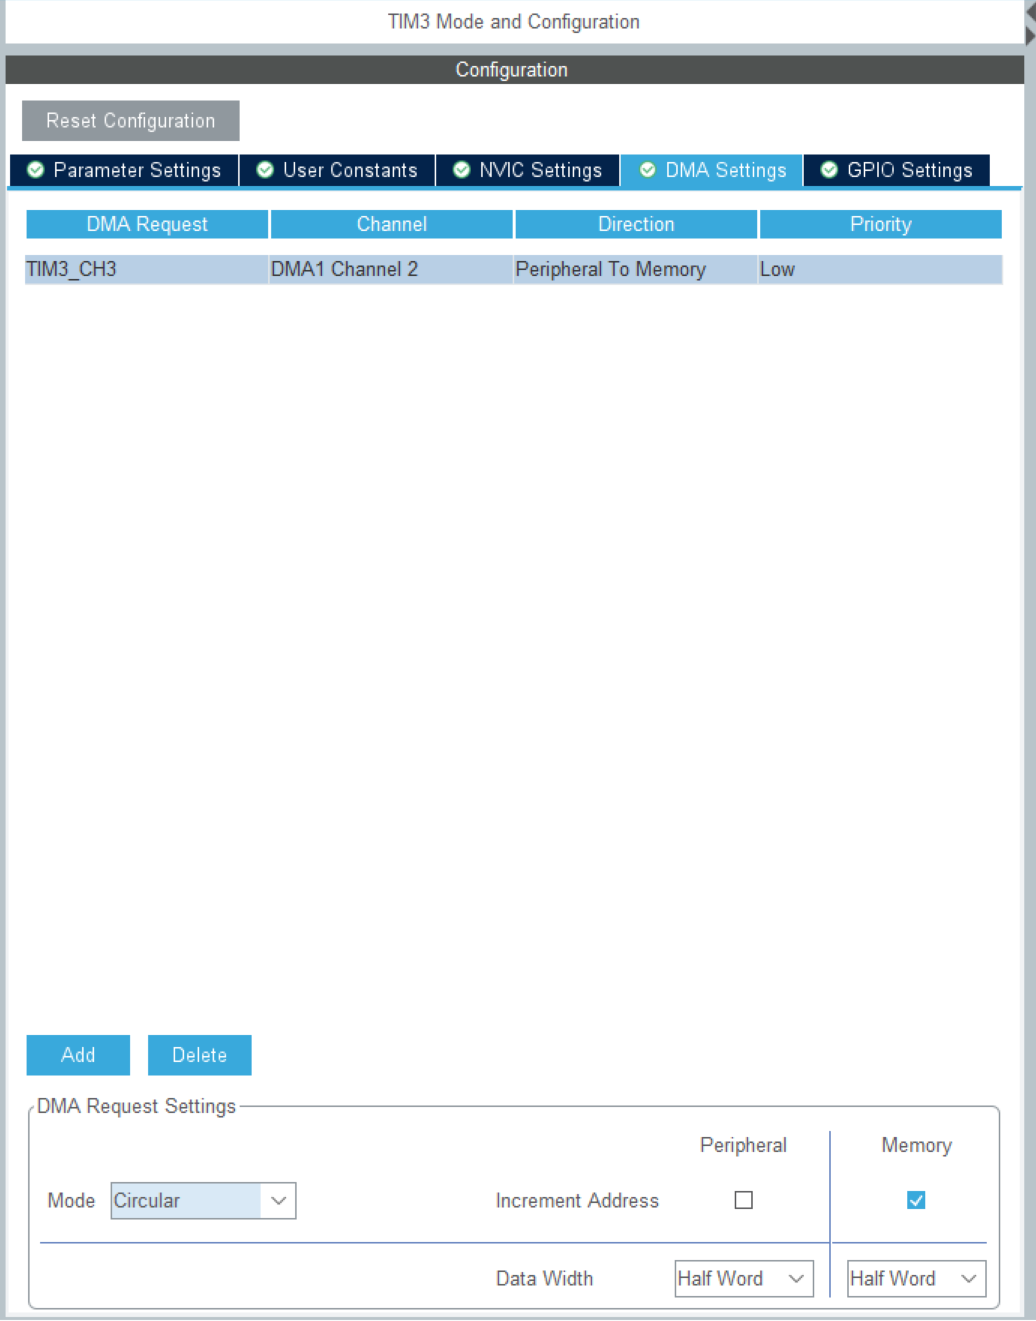 TIM3 Mode and Configuration
Configuration
Reset Configuration
Parameter Settings User Constants NVIC Settings DMA Settings GPIO Settings
DMA Request Channel Direction Priority
TIM3_CH3 DMA1 Channel 2 Peripheral To Memory Low
Add Delete
DMA Request Settings
Peripheral Memory
Mode Circular Increment Address
Data Width Half Word Half Word